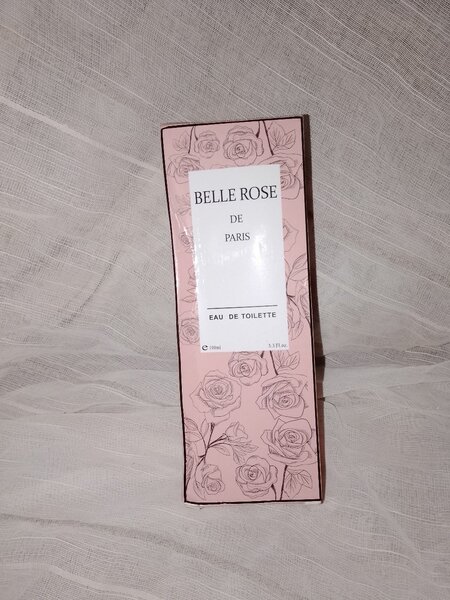 BELLE ROSE
DE
PARIS
EAU DE TOILETTE
℮ 100ml 3.3 fl.oz.